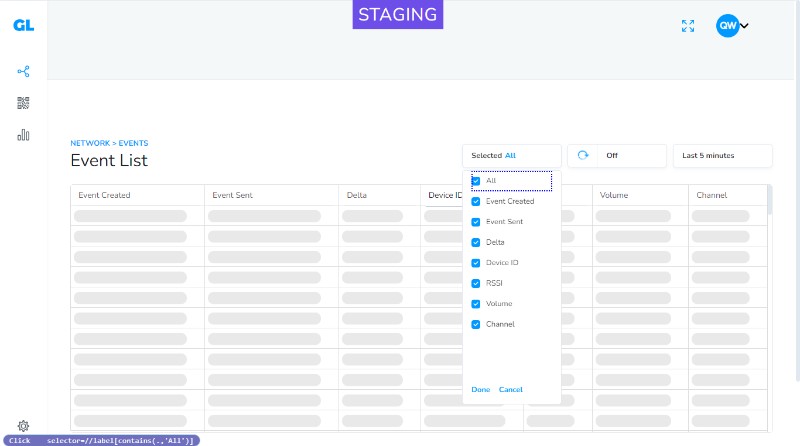 STAGING
GL
QW
NETWORK > EVENTS
Event List
Selected All
Off
Last 5 minutes
Event Created
Event Sent
Delta
Device ID
Volume
Channel
All
Event Created
Event Sent
Delta
Device ID
RSSI
Volume
Channel
Done
Cancel
Click selector=//label[contains(.,'All')]